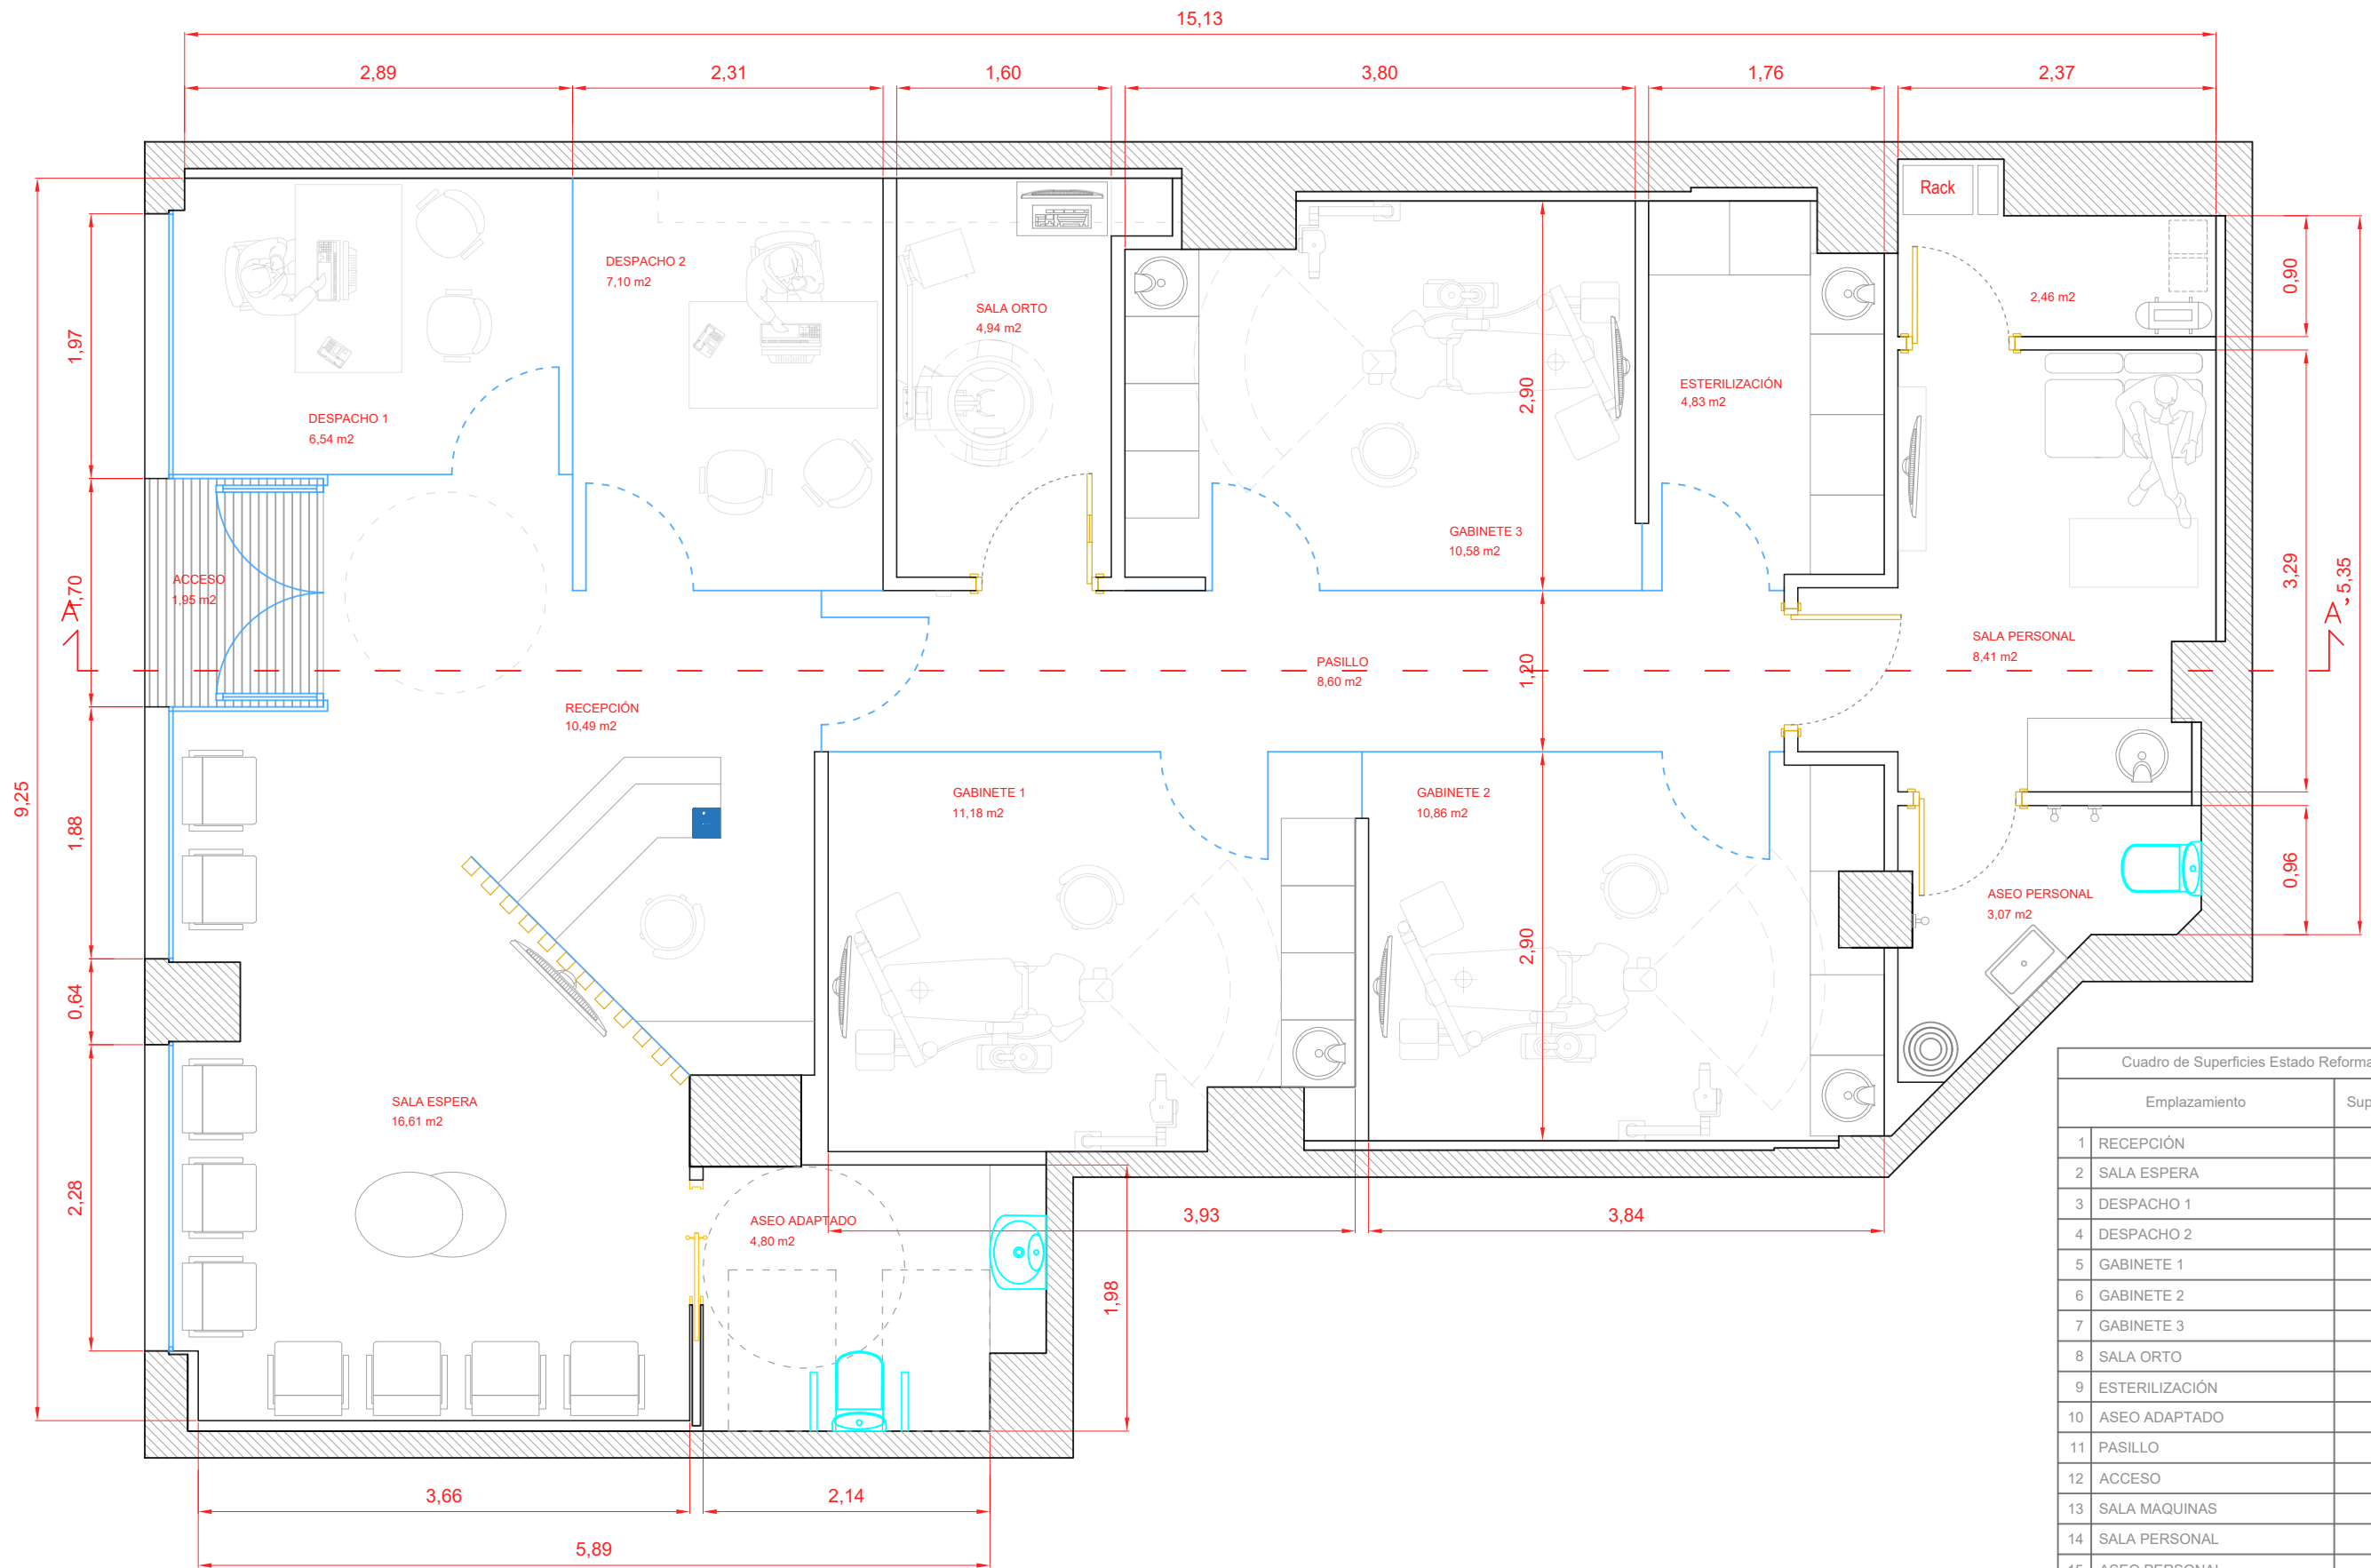 15,13
2,89
2,31
1,60
3,80
1,76
2,37
Rack
DESPACHO 2
7,10 m2
SALA ORTO
4,94 m2
2,46 m2
0,90
1,97
DESPACHO 1
6,54 m2
2,90
ESTERILIZACIÓN
4,83 m2
GABINETE 3
10,58 m2
3,29
5,35
ACCESO
1,95 m2
1,70
A
A'
SALA PERSONAL
8,41 m2
PASILLO
8,60 m2
1,20
RECEPCIÓN
10,49 m2
9,25
1,88
GABINETE 1
11,18 m2
GABINETE 2
10,86 m2
0,96
ASEO PERSONAL
3,07 m2
2,90
0,64
SALA ESPERA
16,61 m2
2,28
ASEO ADAPTADO
4,80 m2
3,93
3,84
1,98
3,66
2,14
5,89
Cuadro de Superficies Estado Reforma
Emplazamiento Sup
1 RECEPCIÓN
2 SALA ESPERA
3 DESPACHO 1
4 DESPACHO 2
5 GABINETE 1
6 GABINETE 2
7 GABINETE 3
8 SALA ORTO
9 ESTERILIZACIÓN
10 ASEO ADAPTADO
11 PASILLO
12 ACCESO
13 SALA MAQUINAS
14 SALA PERSONAL
15 ASEO PERSONAL